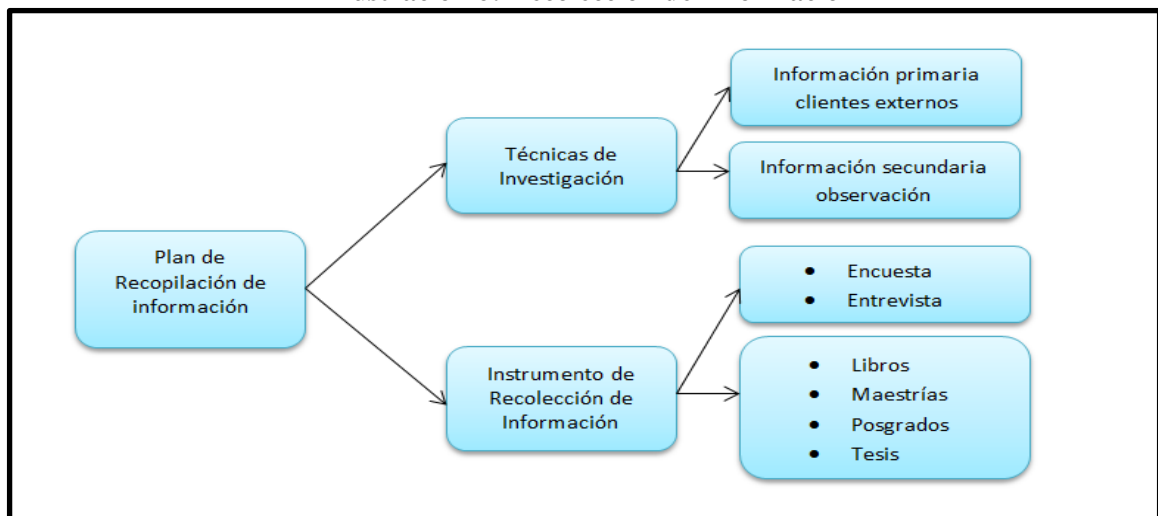 Plan de
Recopilación de
información
Técnicas de
Investigación
Información primaria
clientes externos
Información secundaria
observación
Instrumento de
Recolección de
Información
• Encuesta
• Entrevista
• Libros
• Maestrías
• Posgrados
• Tesis